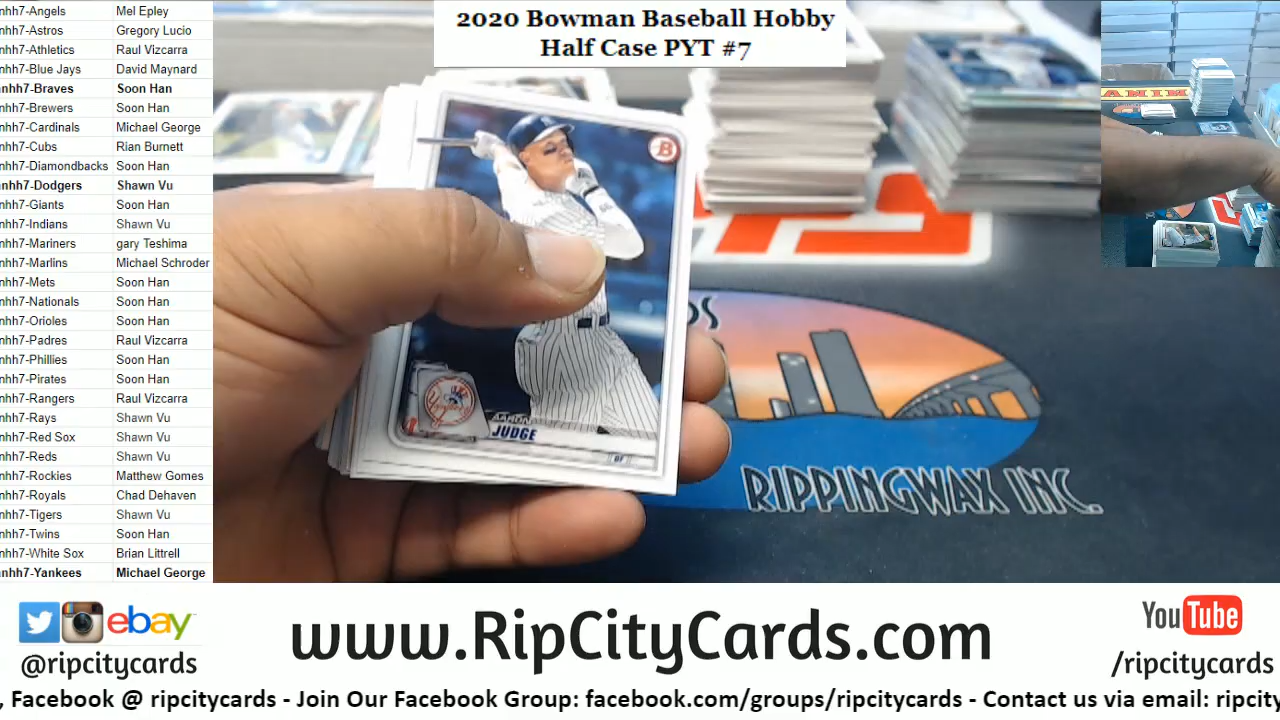 2020 Bowman Baseball Hobby
Half Case PYT #7
nhh7-Angels Mel Epley
nhh7-Astros Gregory Lucio
nhh7-Athletics Raul Vizcarra
nhh7-Blue Jays David Maynard
nhh7-Braves Soon Han
nhh7-Brewers Soon Han
nhh7-Cardinals Michael George
nhh7-Cubs Rian Burnett
nhh7-Diamondbacks Soon Han
nhh7-Dodgers Shawn Vu
nhh7-Giants Soon Han
nhh7-Indians Shawn Vu
nhh7-Mariners gary Teshima
nhh7-Marlins Michael Schroder
nhh7-Mets Soon Han
nhh7-Nationals Soon Han
nhh7-Orioles Soon Han
nhh7-Padres Raul Vizcarra
nhh7-Phillies Soon Han
nhh7-Pirates Soon Han
nhh7-Rangers Raul Vizcarra
nhh7-Rays Shawn Vu
nhh7-Red Sox Shawn Vu
nhh7-Reds Shawn Vu
nhh7-Rockies Matthew Gomes
nhh7-Royals Chad Dehaven
nhh7-Tigers Shawn Vu
nhh7-Twins Soon Han
nhh7-White Sox Brian Littrell
nhh7-Yankees Michael George
B
Yankees
AARON
JUDGE
RIPPINGWAX INC.
ebay
@ripcitycards
www.RipCityCards.com
YouTube
/ripcitycards
, Facebook @ ripcitycards - Join Our Facebook Group: facebook.com/groups/ripcitycards - Contact us via email: ripcity